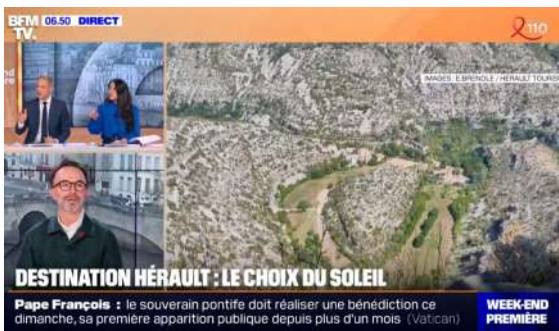 BFM
TV.
06.50 DIRECT
110
IMAGES : E.BRENDLE / HÉRAULT TOURISM
DESTINATION HÉRAULT : LE CHOIX DU SOLEIL
Pape François : le souverain pontife doit réaliser une bénédiction ce
dimanche, sa première apparition publique depuis plus d'un mois (Vatican)
WEEK-END
PREMIÈRE